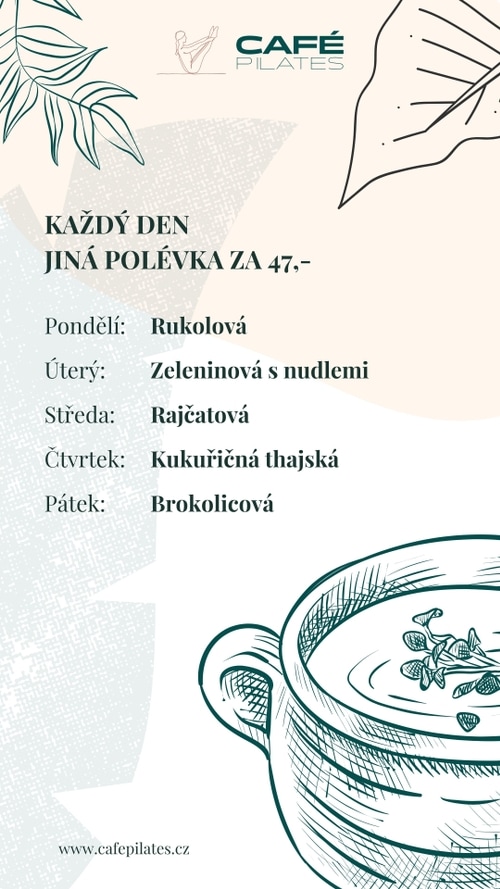 CAFÉ
PILATES
KAŽDÝ DEN
JINÁ POLÉVKA ZA 47,-
Pondělí: Rukolová
Úterý: Zeleninová s nudlemi
Středa: Rajčatová
Čtvrtek: Kukuřičná thajská
Pátek: Brokolicová
www.cafepilates.cz